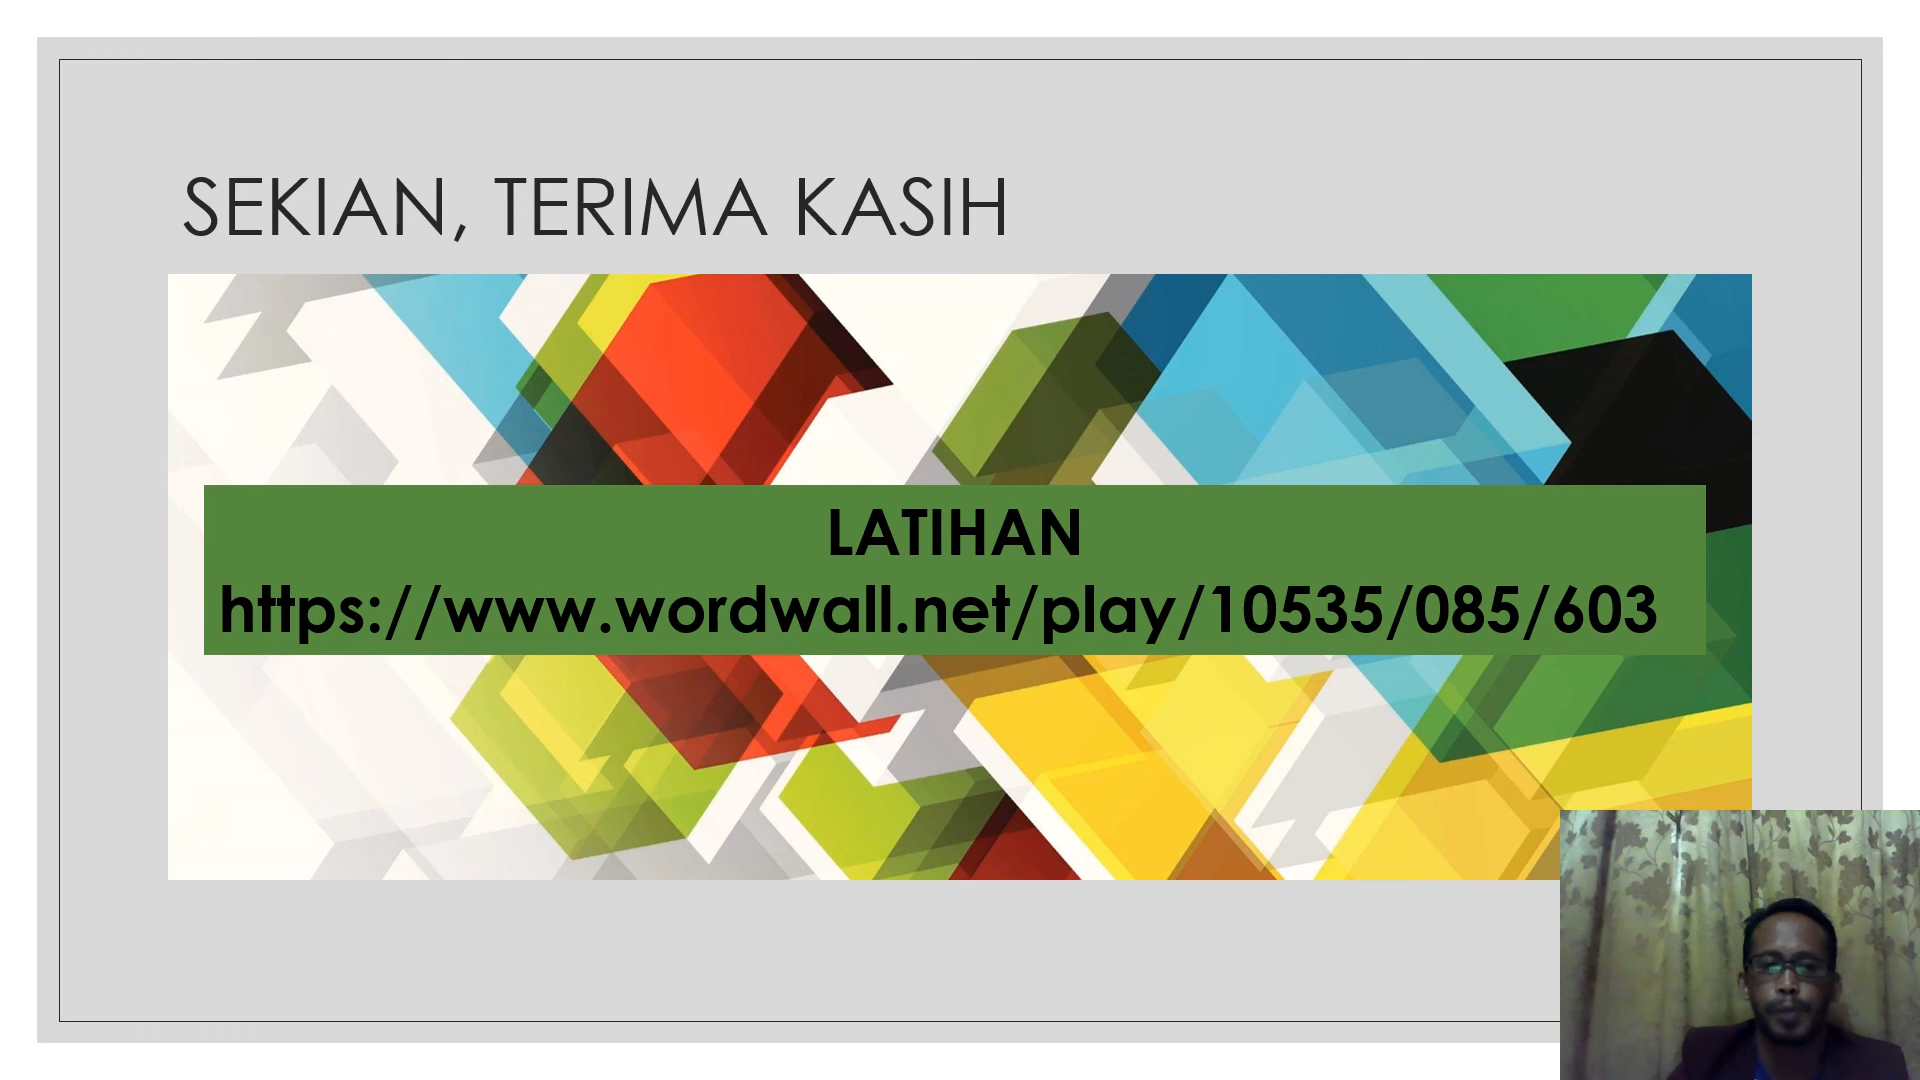 SEKIAN, TERIMA KASIH
LATIHAN
https://www.wordwall.net/play/10535/085/603